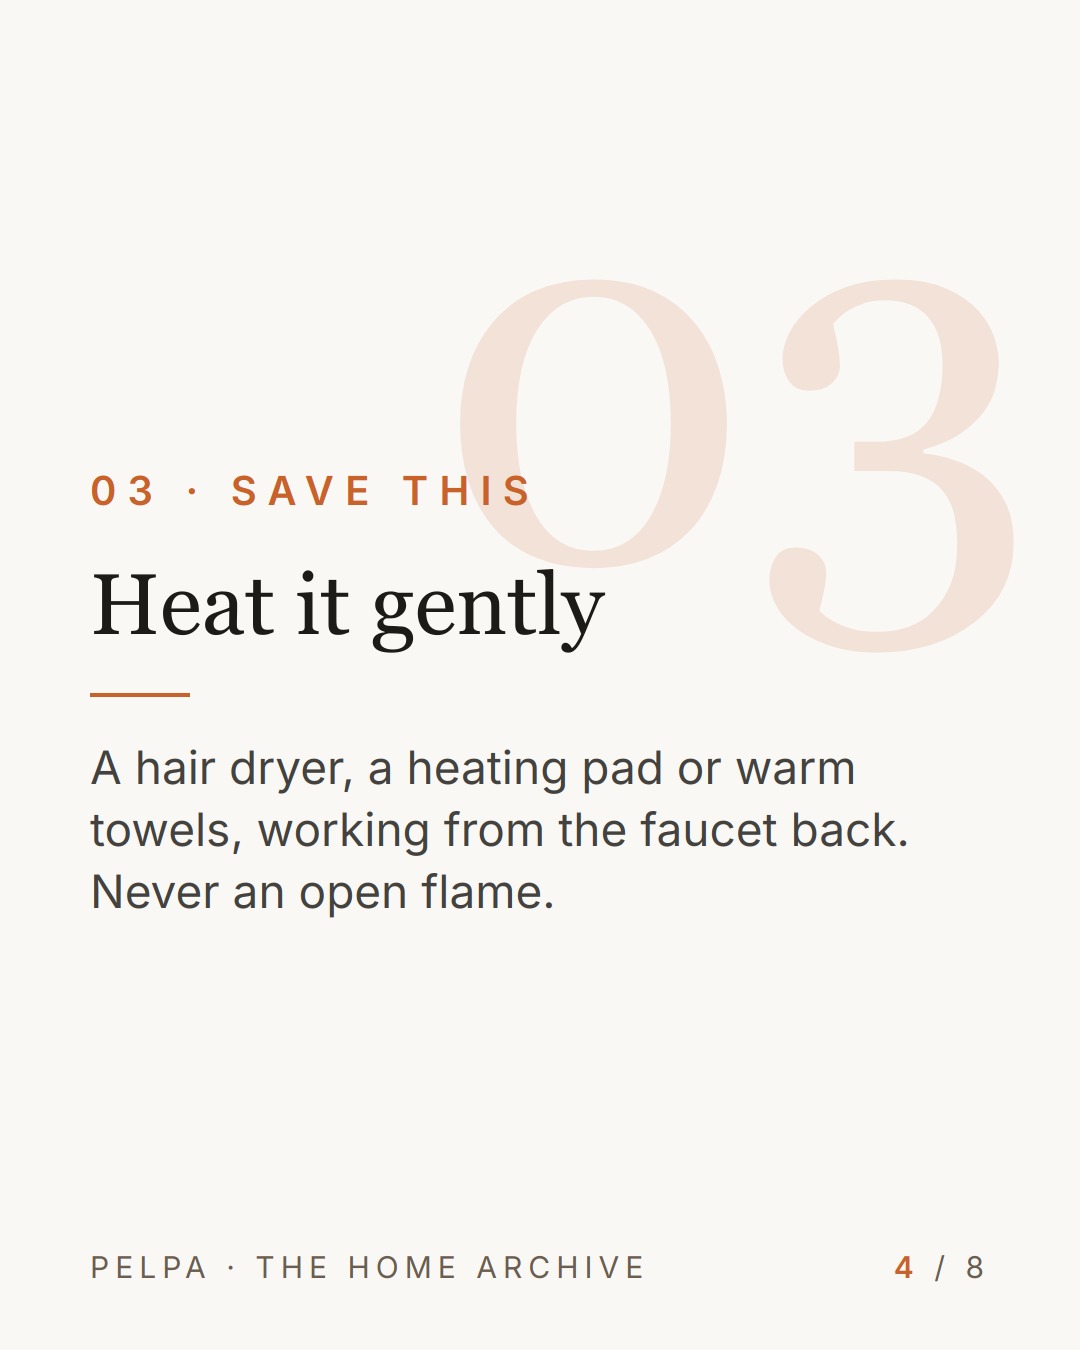 03
03 · SAVE THIS
Heat it gently
A hair dryer, a heating pad or warm
towels, working from the faucet back.
Never an open flame.
PELPA · THE HOME ARCHIVE
4 / 8